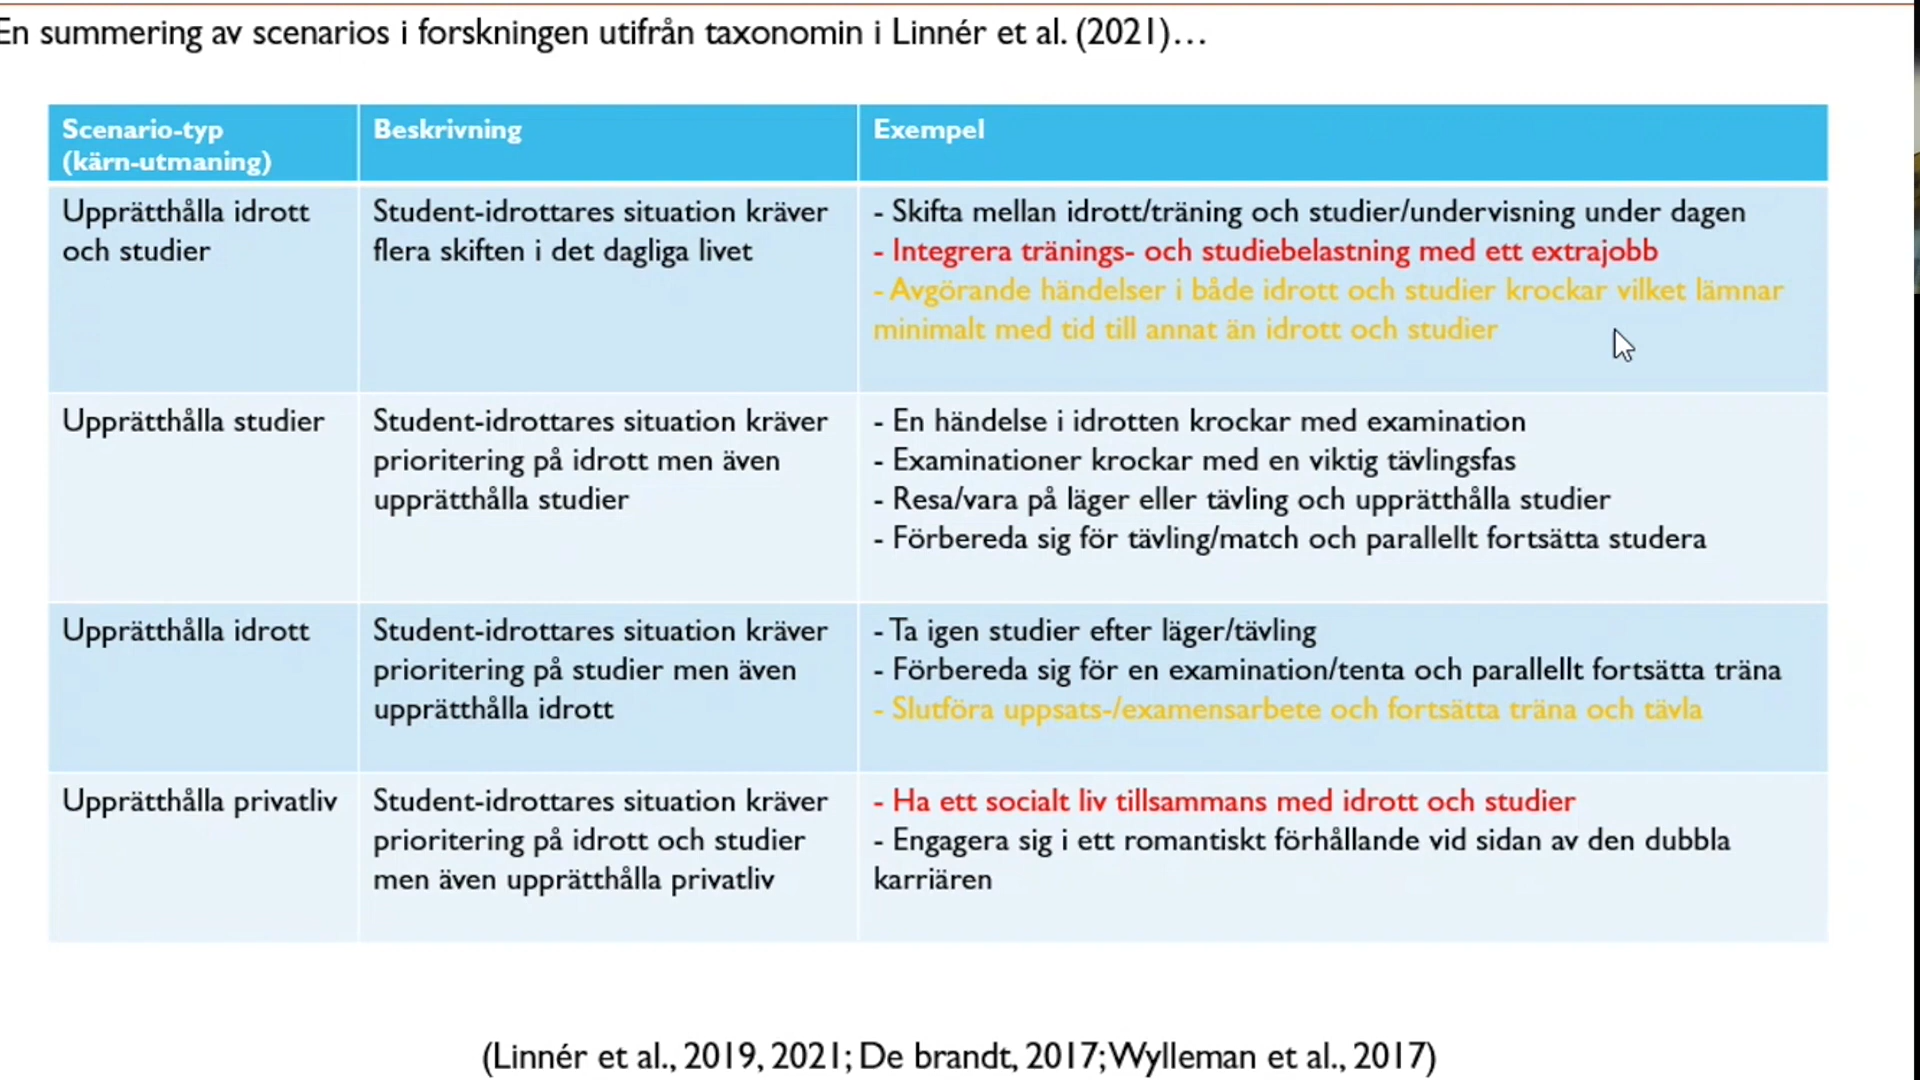 En summering av scenarios i forskningen utifrån taxonomin i Linnér et al. (2021)…
Scenario-typ
(kärn-utmaning)
Beskrivning
Exempel
Upprätthålla idrott
och studier
Student-idrottares situation kräver
flera skiften i det dagliga livet
- Skifta mellan idrott/träning och studier/undervisning under dagen
- Integrera tränings- och studiebelastning med ett extrajobb
- Avgörande händelser i både idrott och studier krockar vilket lämnar
minimalt med tid till annat än idrott och studier
Upprätthålla studier
Student-idrottares situation kräver
prioritering på idrott men även
upprätthålla studier
- En händelse i idrotten krockar med examination
- Examinationer krockar med en viktig tävlingsfas
- Resa/vara på läger eller tävling och upprätthålla studier
- Förbereda sig för tävling/match och parallellt fortsätta studera
Upprätthålla idrott
Student-idrottares situation kräver
prioritering på studier men även
upprätthålla idrott
- Ta igen studier efter läger/tävling
- Förbereda sig för en examination/tenta och parallellt fortsätta träna
- Slutföra uppsats-/examensarbete och fortsätta träna och tävla
Upprätthålla privatliv
Student-idrottares situation kräver
prioritering på idrott och studier
men även upprätthålla privatliv
- Ha ett socialt liv tillsammans med idrott och studier
- Engagera sig i ett romantiskt förhållande vid sidan av den dubbla
karriären
(Linnér et al., 2019, 2021; De brandt, 2017; Wylleman et al., 2017)